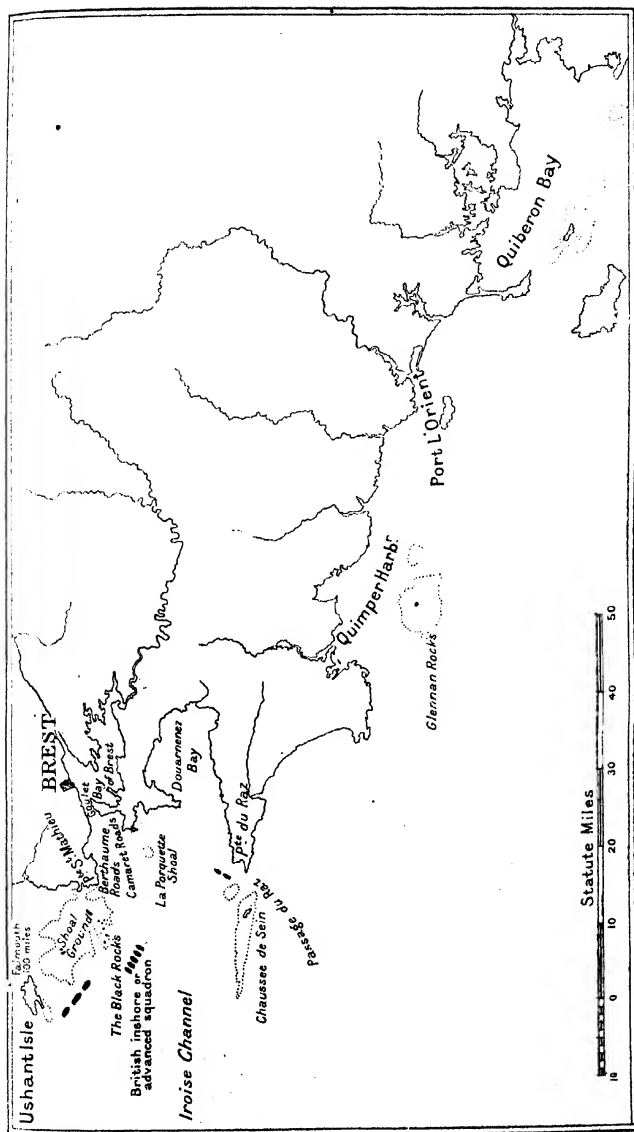 Ushant Isle
Falmouth
100 miles
Shoal
Ground
The Black Rocks
British inshore or
advanced squadron
Iroise Channel
Pte St Mathieu
BREST
Goulet
Bay
of Brest
Berthaume
Roads
Camaret Roads
La Porquette
Shoal
Douarnenez
Bay
Pte du Raz
Chaussee de Sein
Passage du Raz
Quimper Harbr.
Glennan Rocks
Port L'Orient
Quiberon Bay
Statute Miles
10 0 10 20 30 40 50